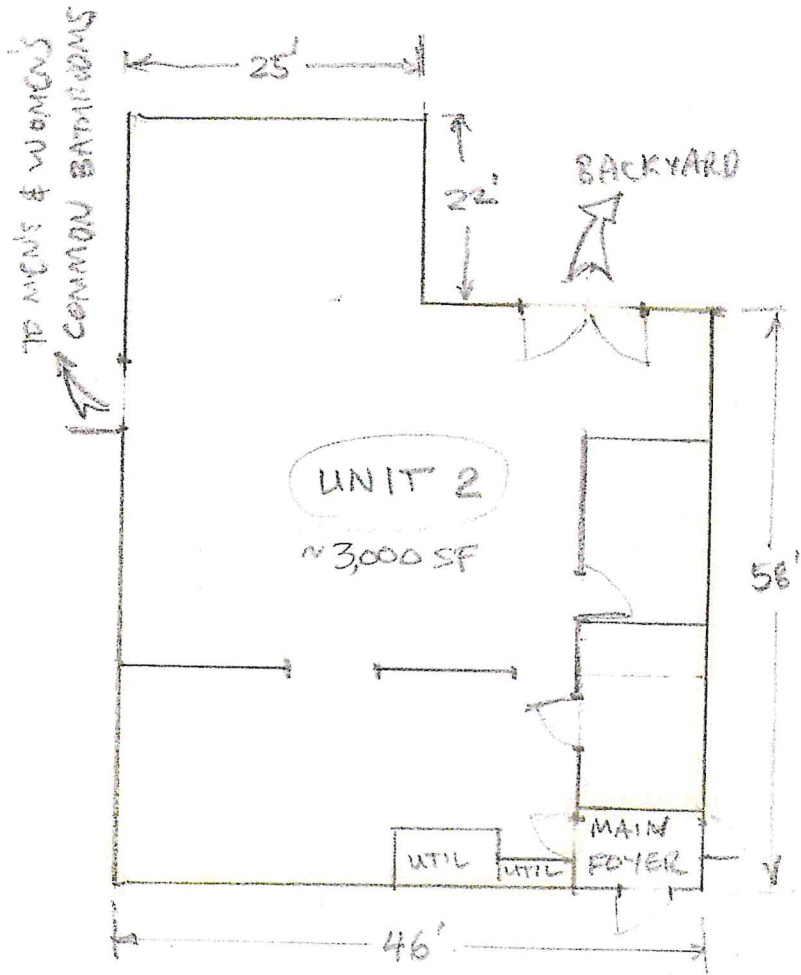 25'
TO MEN'S & WOMEN'S
COMMON BATHROOMS
22'
BACKYARD
UNIT 2
~3,000 SF
58'
MAIN
FOYER
UTIL
UTIL
46'